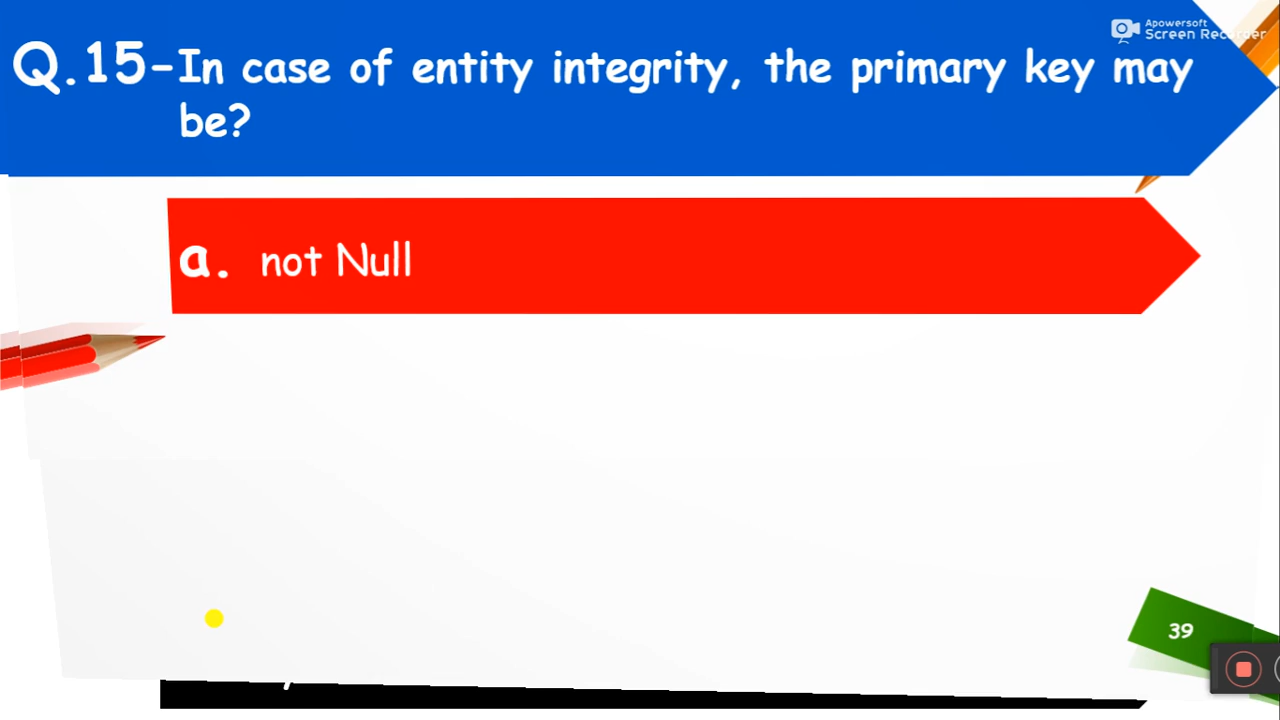 Apowersoft
Screen Recorder
Q.15-In case of entity integrity, the primary key may
be?
a. not Null
39